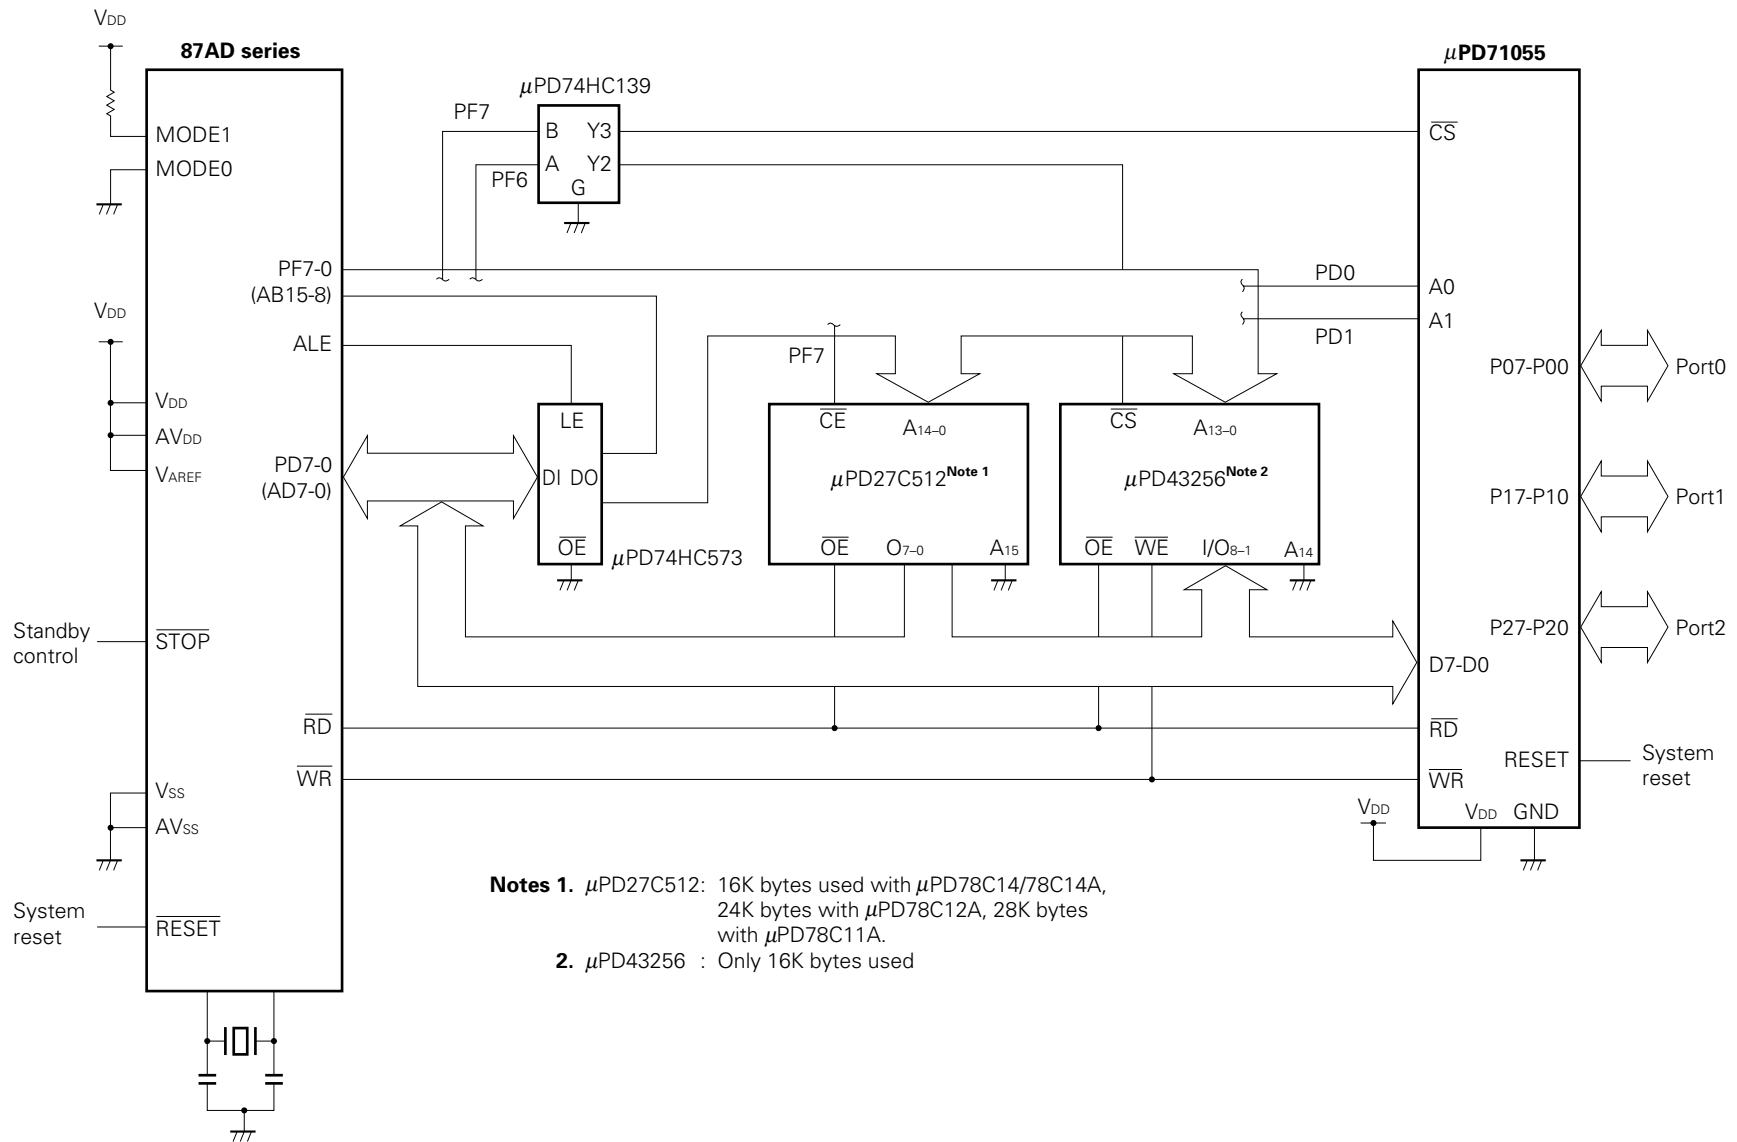 VDD
87AD series
μPD71055
μPD74HC139
PF7
B Y3
CS
MODE1
MODE0
A Y2
PF6
G
PF7-0
(AB15-8)
PD0
A0
PD1
A1
VDD
ALE
PF7
P07-P00
Port0
VDD
AVDD
VAREF
LE
CE
A14–0
CS
A13–0
PD7-0
(AD7-0)
DI DO
μPD27C512Note 1
μPD43256Note 2
P17-P10
Port1
OE
μPD74HC573
OE
O7–0
A15
OE
WE
I/O8–1
A14
Standby
control
STOP
P27-P20
Port2
D7-D0
RD
RD
WR
WR
RESET
System
reset
VSS
AVSS
VDD
VDD GND
System
reset
RESET
Notes 1. μPD27C512: 16K bytes used with μPD78C14/78C14A,
24K bytes with μPD78C12A, 28K bytes
with μPD78C11A.
2. μPD43256 : Only 16K bytes used